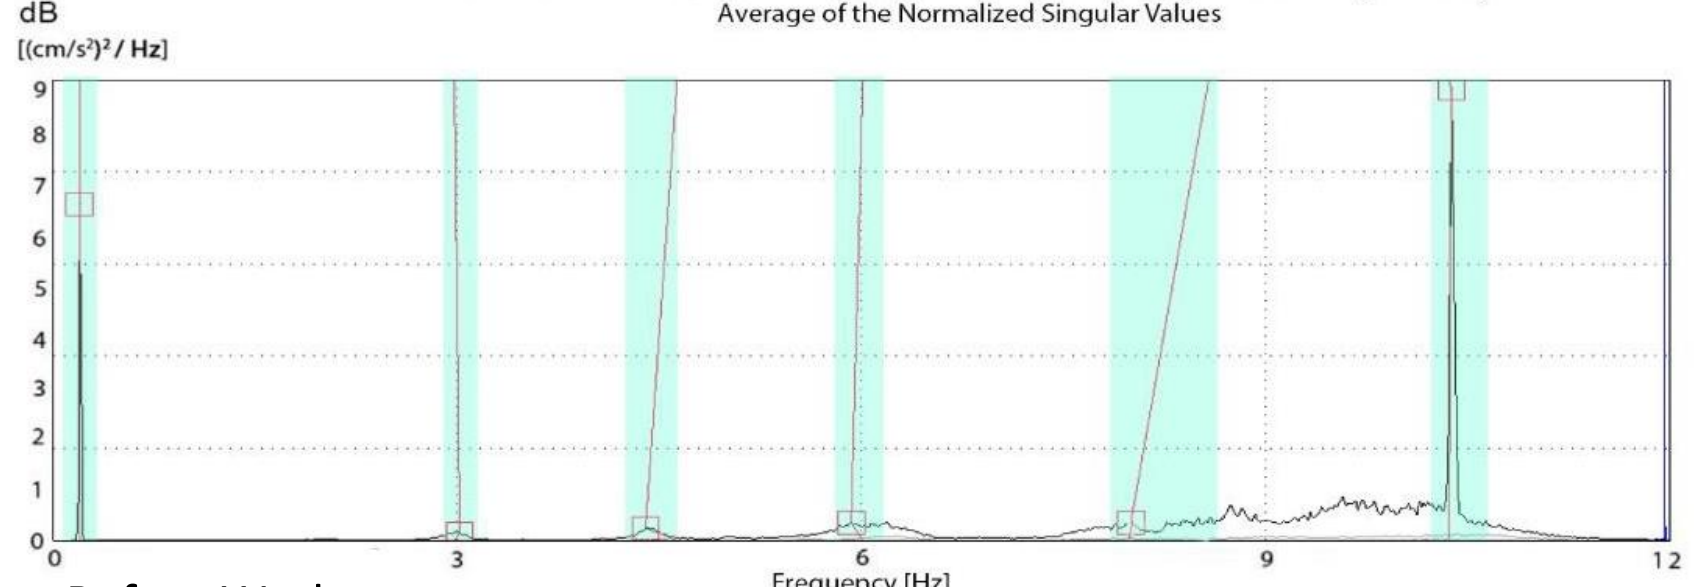 dB
Average of the Normalized Singular Values
[(cm/s²)² / Hz]
9
8
7
6
5
4
3
2
1
0
0 3 6 9 12
Frequency [Hz]